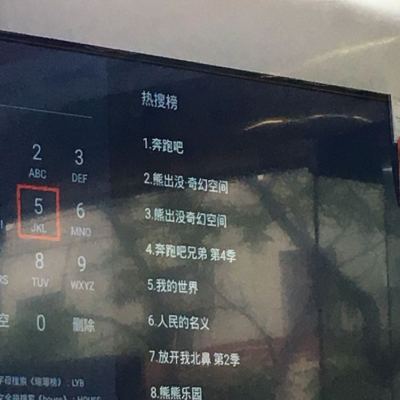 热搜榜
2 3
ABC DEF
5 6
JKL MNO
8 9
TUV WXYZ
0 删除
1.奔跑吧
2.熊出没·奇幻空间
3.熊出没·奇幻空间
4.奔跑吧兄弟 第4季
5.我的世界
6.人民的名义
7.放开我北鼻 第2季
8.熊熊乐园